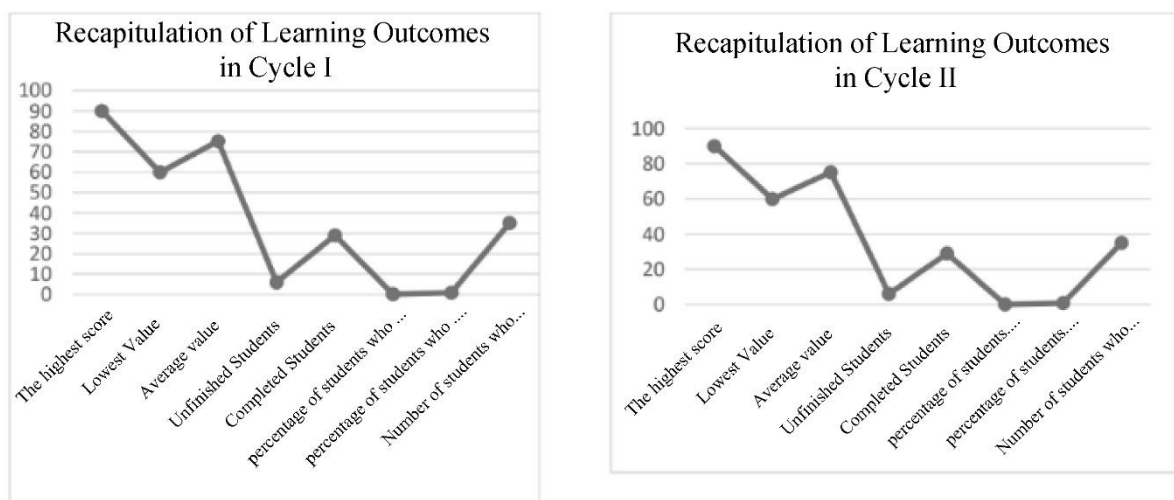 Recapitulation of Learning Outcomes
in Cycle I
100
90
80
70
60
50
40
30
20
10
0
The highest score
Lowest Value
Average value
Unfinished Students
Completed Students
percentage of students who ...
percentage of students who ....
Number of students who...
Recapitulation of Learning Outcomes
in Cycle II
100
80
60
40
20
0
The highest score
Lowest Value
Average value
Unfinished Students
Completed Students
percentage of students....
percentage of students....
Number of students who...